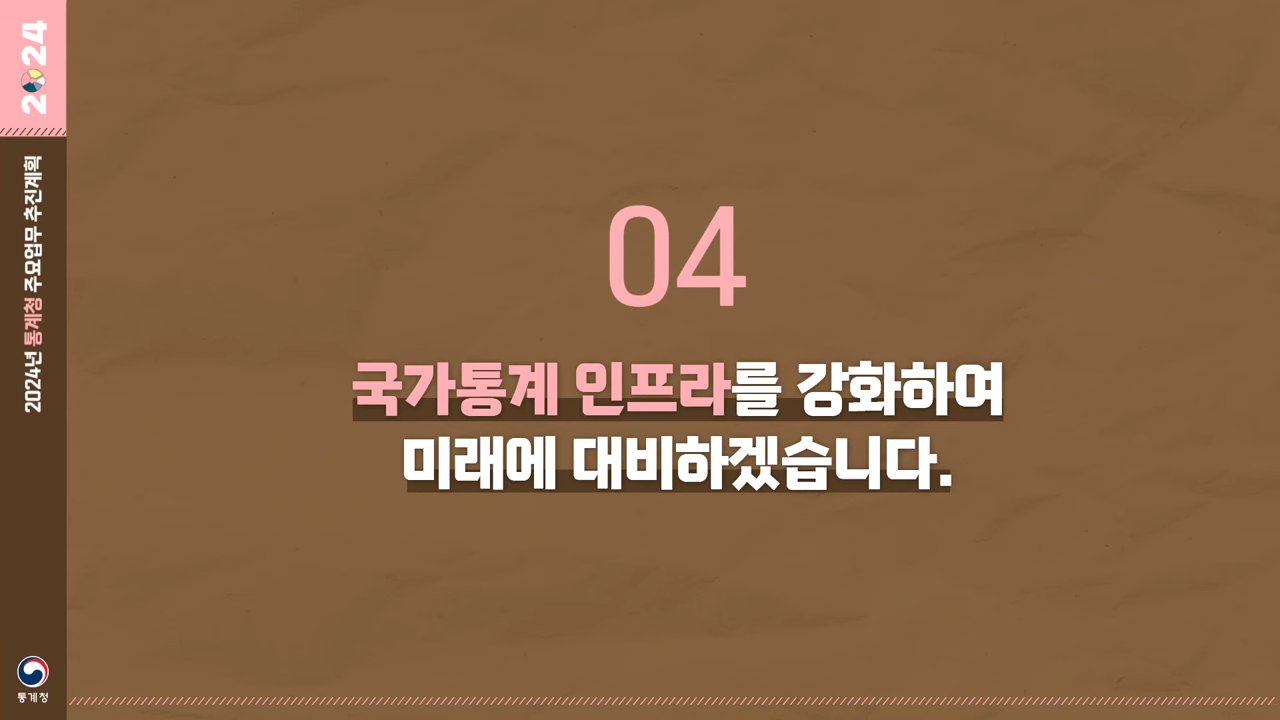 2024
2024년 통계청 주요업무 추진계획
04
국가통계 인프라를 강화하여
미래에 대비하겠습니다.
통계청